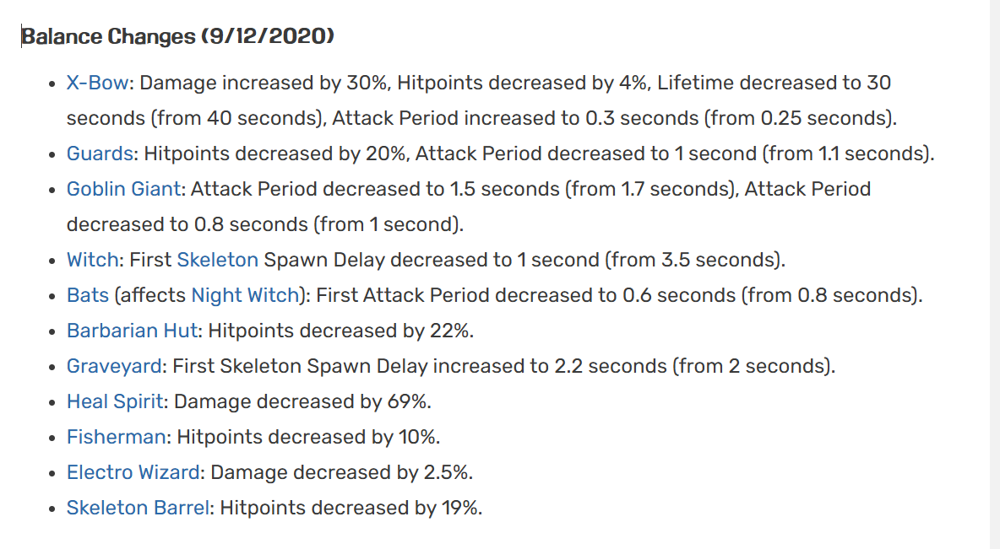 Balance Changes (9/12/2020)
• X-Bow: Damage increased by 30%, Hitpoints decreased by 4%, Lifetime decreased to 30
seconds (from 40 seconds), Attack Period increased to 0.3 seconds (from 0.25 seconds).
• Guards: Hitpoints decreased by 20%, Attack Period decreased to 1 second (from 1.1 seconds).
• Goblin Giant: Attack Period decreased to 1.5 seconds (from 1.7 seconds), Attack Period
decreased to 0.8 seconds (from 1 second).
• Witch: First Skeleton Spawn Delay decreased to 1 second (from 3.5 seconds).
• Bats (affects Night Witch): First Attack Period decreased to 0.6 seconds (from 0.8 seconds).
• Barbarian Hut: Hitpoints decreased by 22%.
• Graveyard: First Skeleton Spawn Delay increased to 2.2 seconds (from 2 seconds).
• Heal Spirit: Damage decreased by 69%.
• Fisherman: Hitpoints decreased by 10%.
• Electro Wizard: Damage decreased by 2.5%.
• Skeleton Barrel: Hitpoints decreased by 19%.